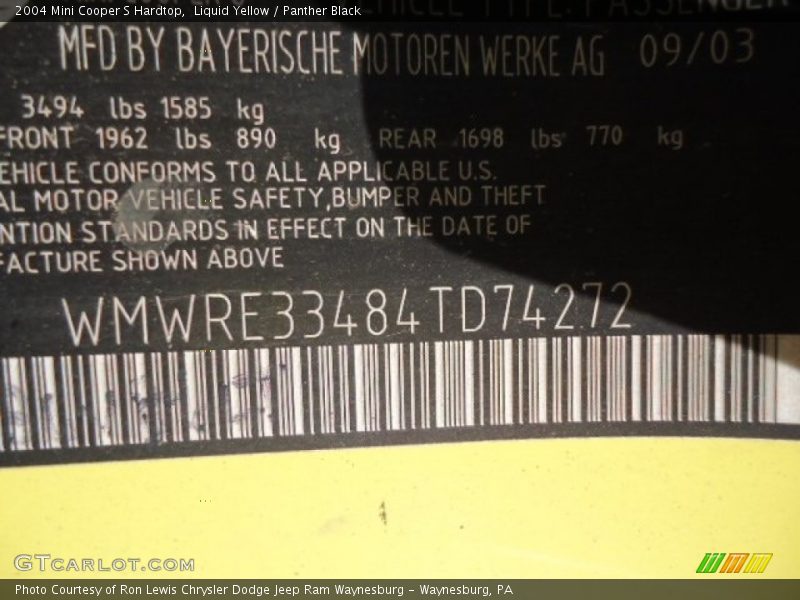 2004 Mini Cooper S Hardtop, Liquid Yellow / Panther Black
VEHICLE TYPE: PASSENGER
MFD BY BAYERISCHE MOTOREN WERKE AG 09/03
3494 lbs 1585 kg
FRONT 1962 lbs 890 kg REAR 1698 lbs 770 kg
EHICLE CONFORMS TO ALL APPLICABLE U.S.
AL MOTOR VEHICLE SAFETY,BUMPER AND THEFT
NTION STANDARDS IN EFFECT ON THE DATE OF
FACTURE SHOWN ABOVE
WMWRE33484TD74272
GTCARLOT.COM
Photo Courtesy of Ron Lewis Chrysler Dodge Jeep Ram Waynesburg - Waynesburg, PA